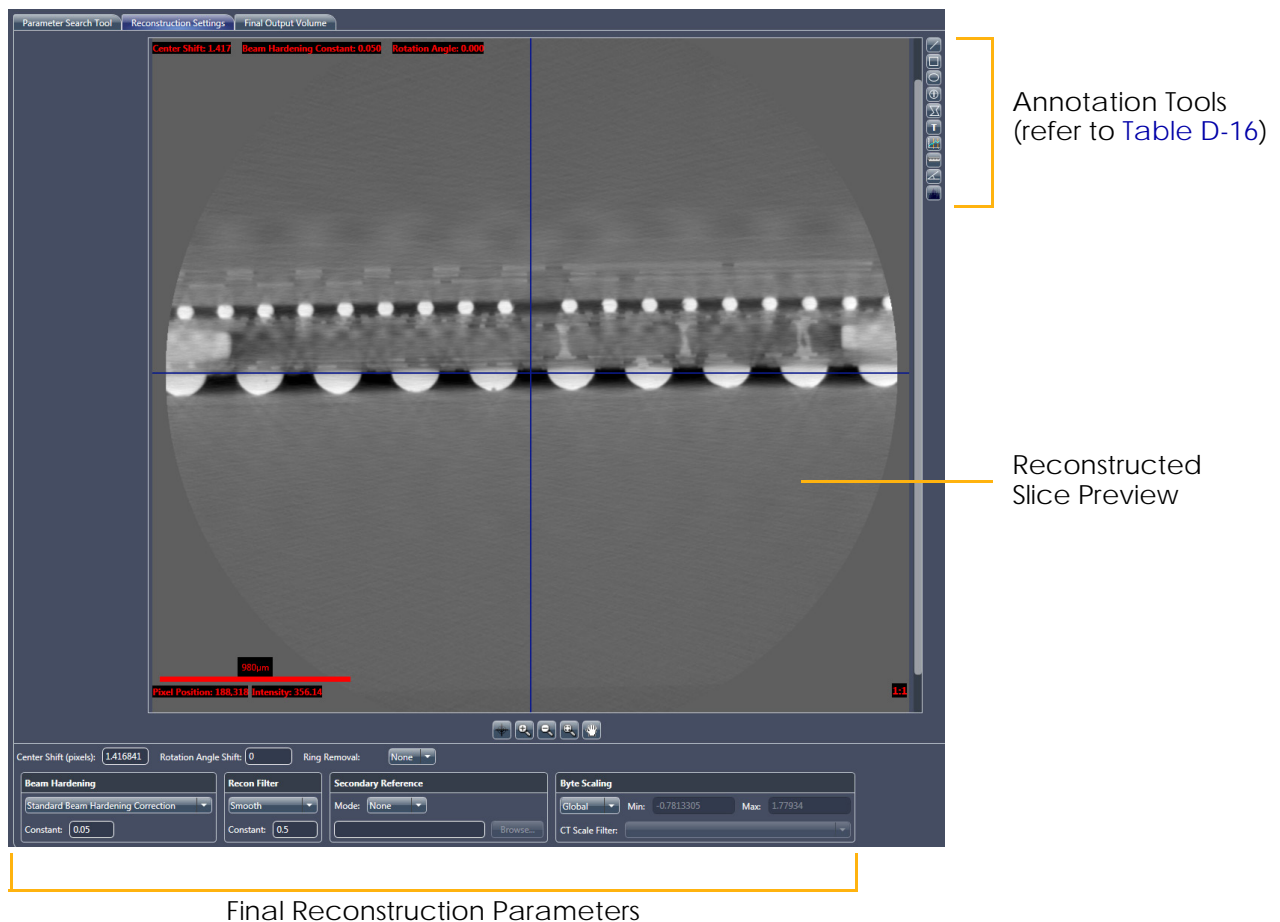 Parameter Search Tool Reconstruction Settings Final Output Volume
Center Shift: 1.417 Beam Hardening Constant: 0.050 Rotation Angle: 0.000
Annotation Tools
(refer to Table D-16)
T
Reconstructed
Slice Preview
980µm
Pixel Position: 188,318 Intensity: 356.14
1:1
Center Shift (pixels): 1.416841 Rotation Angle Shift: 0 Ring Removal: None
Beam Hardening
Standard Beam Hardening Correction
Constant: 0.05
Recon Filter
Smooth
Constant: 0.5
Secondary Reference
Mode: None
Browse...
Byte Scaling
Global Min: -0.7813305 Max: 1.77934
CT Scale Filter:
Final Reconstruction Parameters